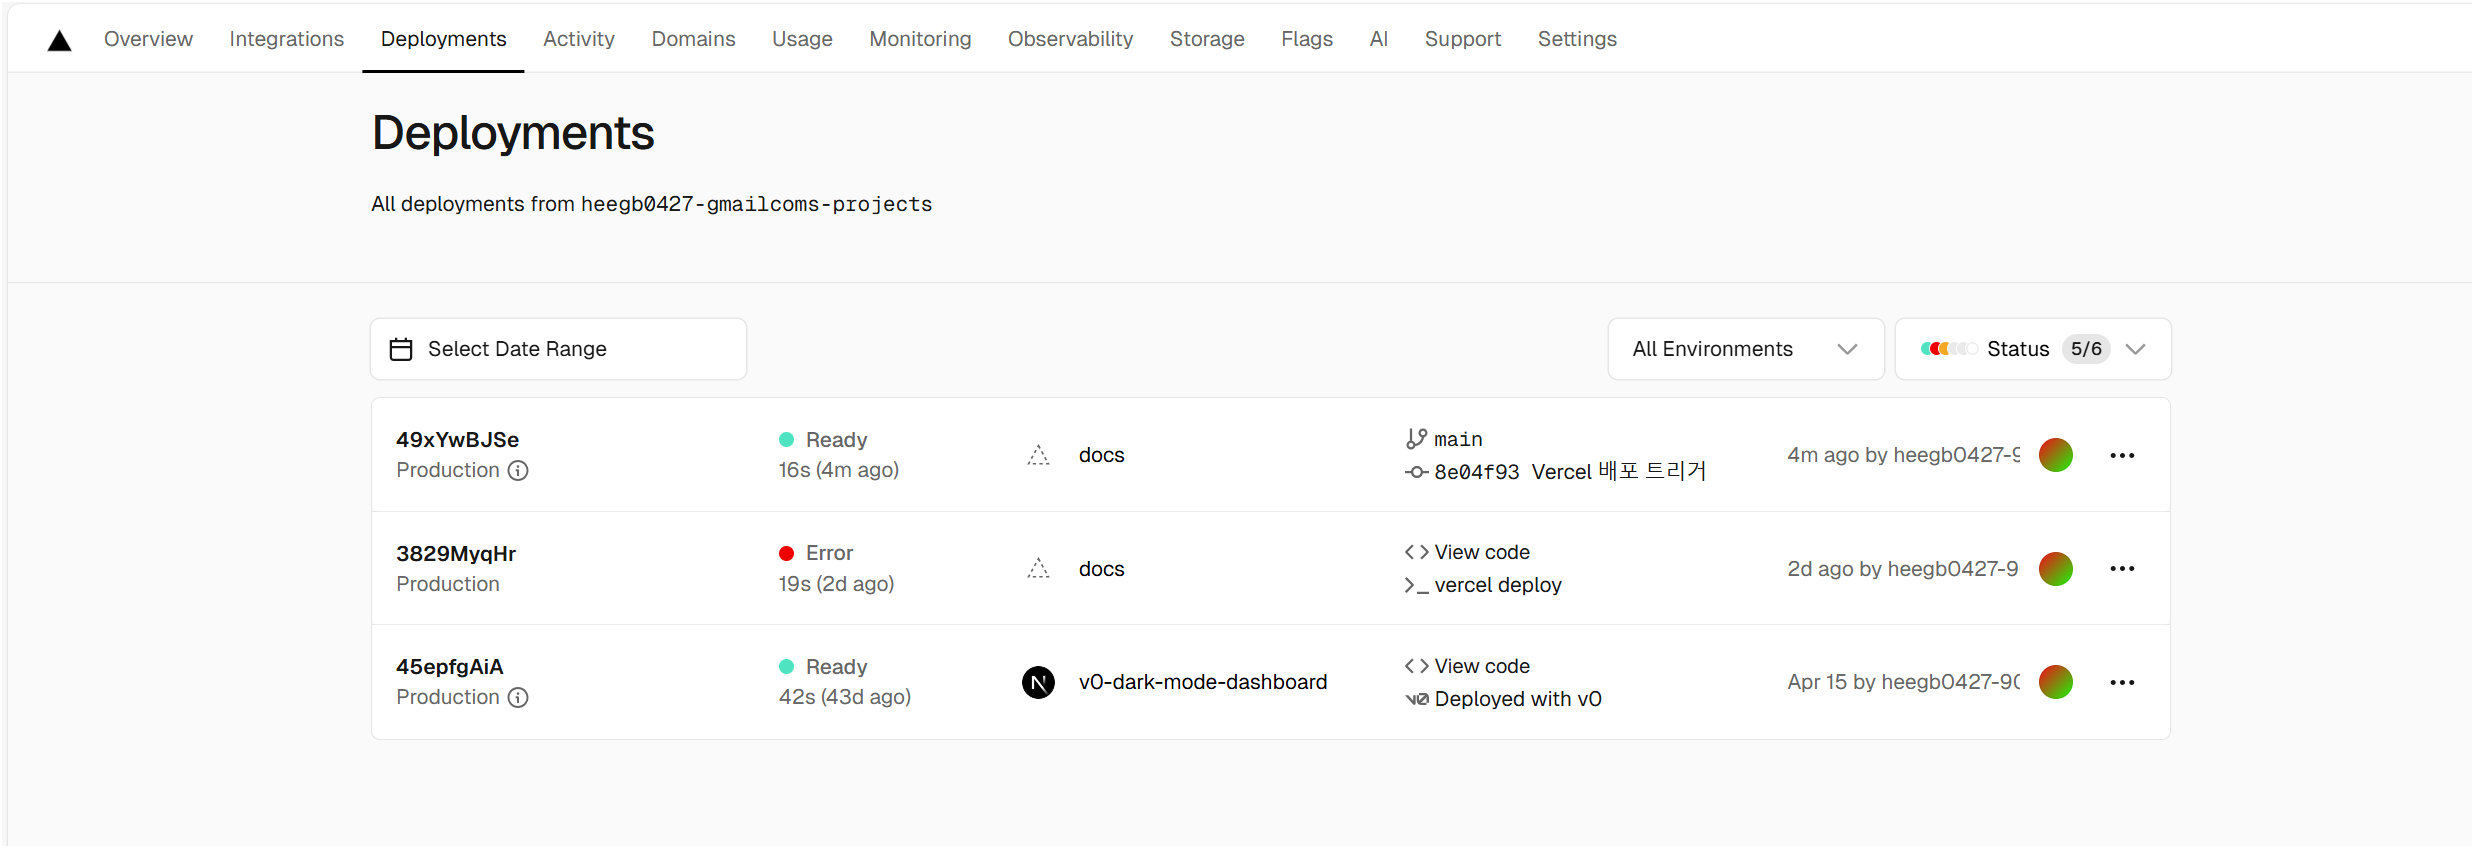 Overview Integrations Deployments Activity Domains Usage Monitoring Observability Storage Flags AI Support Settings
Deployments
All deployments from heegb0427-gmailcoms-projects
Select Date Range
All Environments
Status 5/6
49xYwBJSe
Production
Ready
16s (4m ago)
docs
main
8e04f93 Vercel 배포 트리거
4m ago by heegb0427-9
3829MyqHr
Production
Error
19s (2d ago)
docs
View code
vercel deploy
2d ago by heegb0427-9
45epfgAiA
Production
Ready
42s (43d ago)
v0-dark-mode-dashboard
View code
Deployed with v0
Apr 15 by heegb0427-90